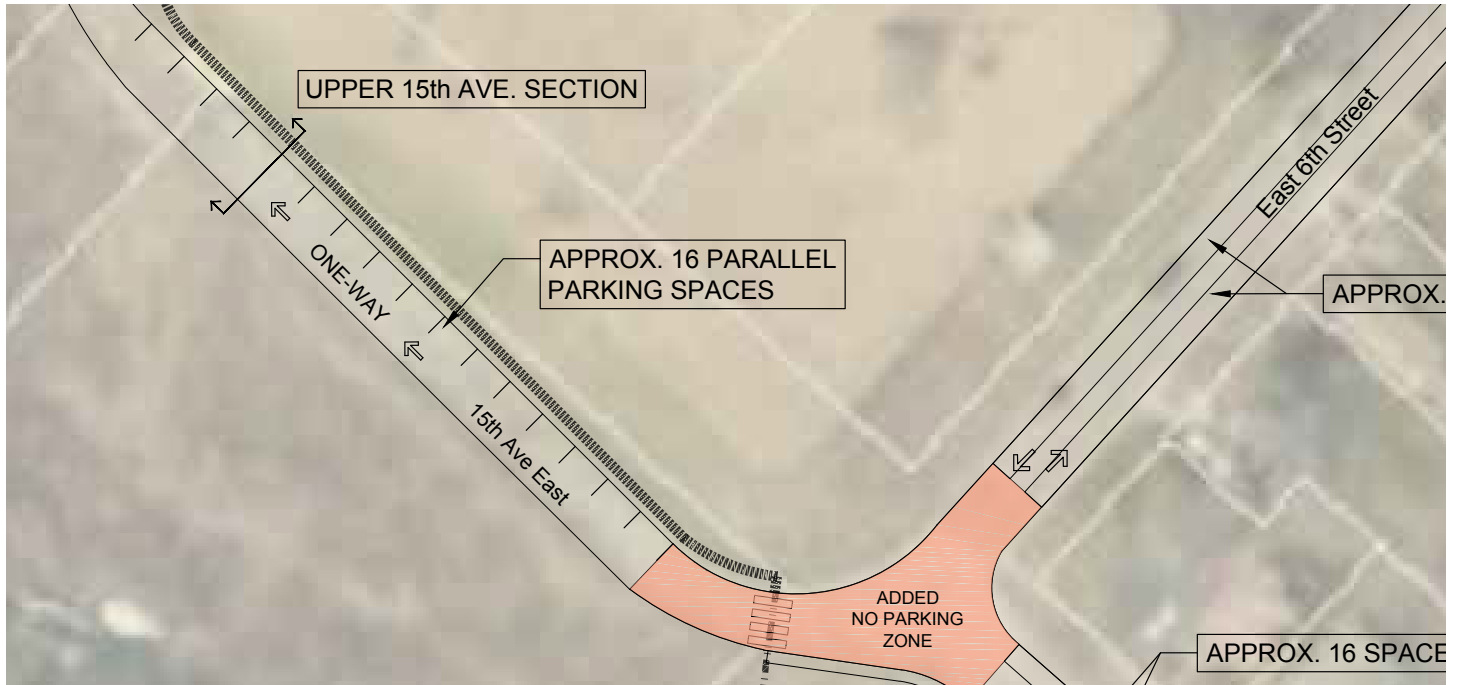 UPPER 15th AVE. SECTION
East 6th Street
APPROX. 16 PARALLEL
PARKING SPACES
ONE-WAY
APPROX.
15th Ave East
ADDED
NO PARKING
ZONE
APPROX. 16 SPACE